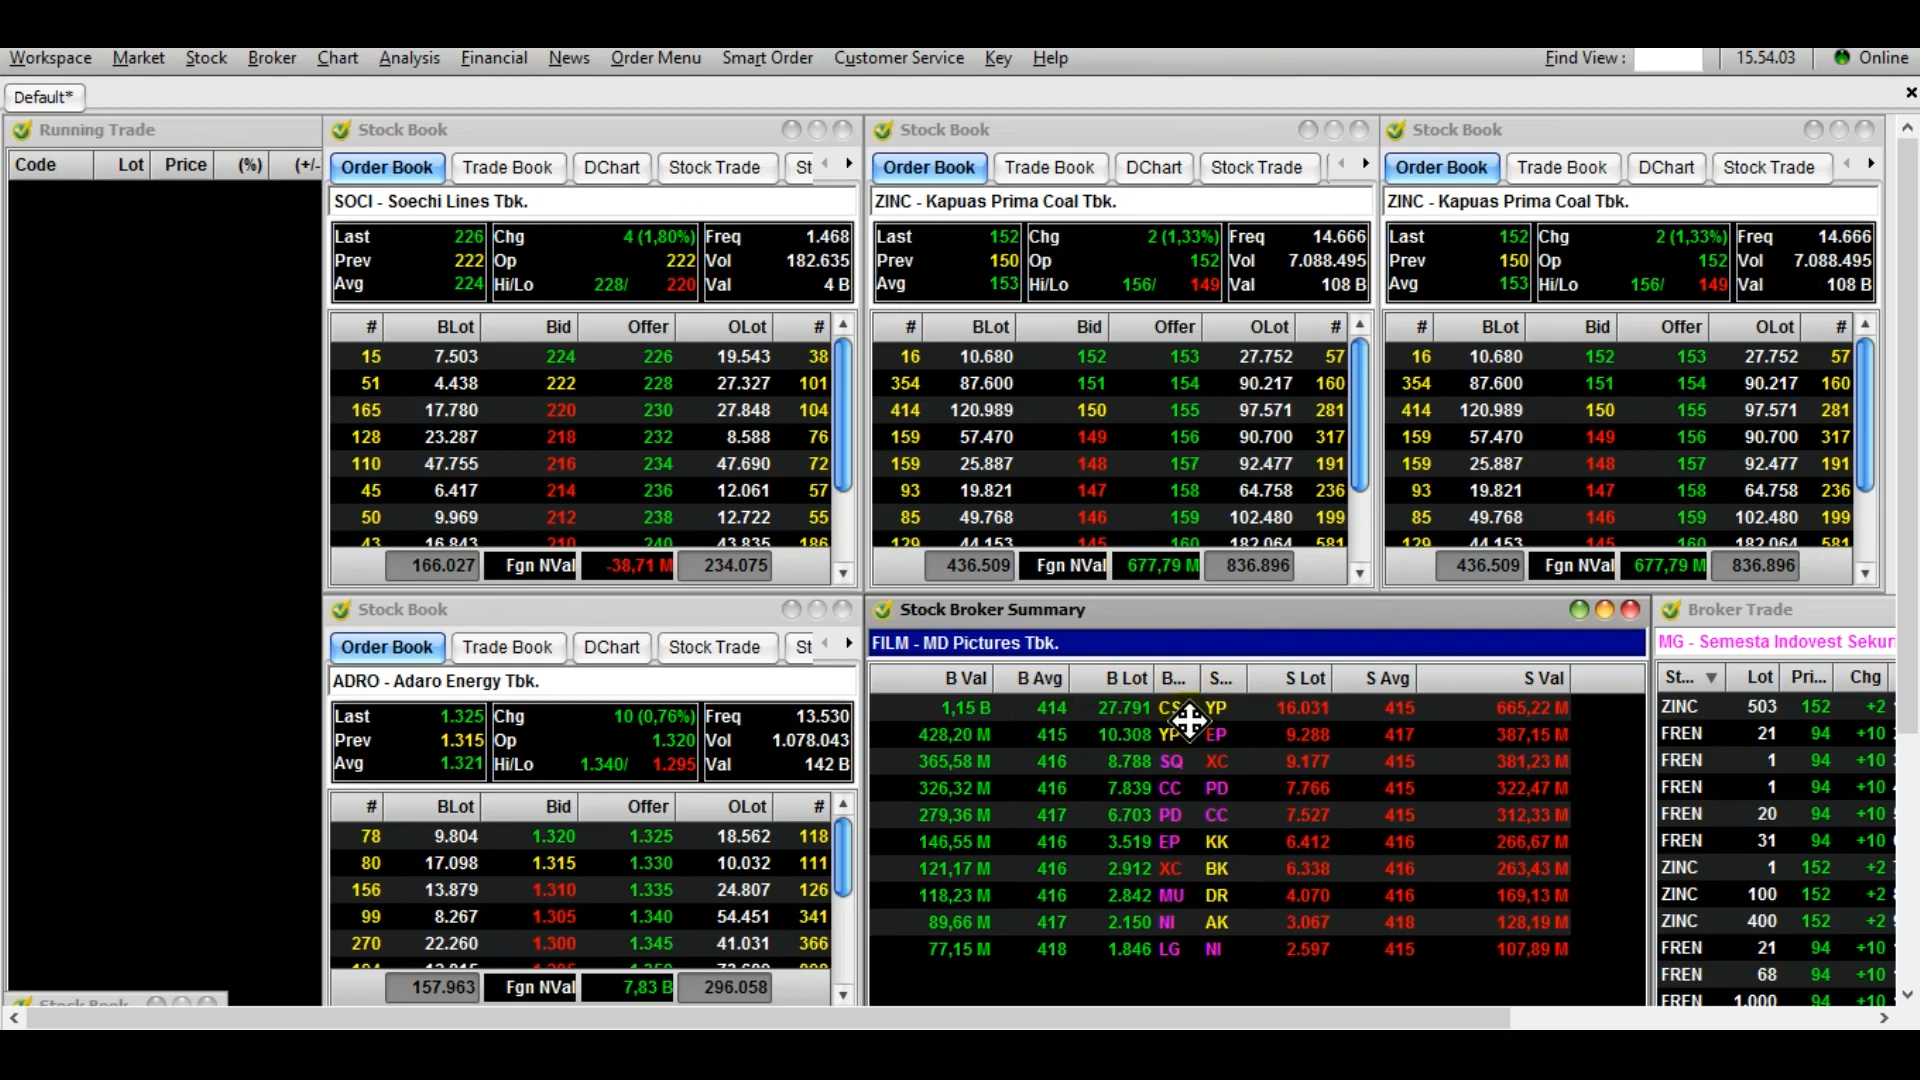 Workspace Market Stock Broker Chart Analysis Financial News Order Menu Smart Order Customer Service Key Help Find View : 15.54.03 Online
Default*
Running Trade
Code Lot Price (%) (+/-
Stock Book
Order Book Trade Book DChart Stock Trade St
SOCI - Soechi Lines Tbk.
Last 226 Chg 4 (1,80%) Freq 1.468
Prev 222 Op 222 Vol 182.635
Avg 224 Hi/Lo 228/ 220 Val 4 B
# BLot Bid Offer OLot #
15 7.503 224 226 19.543 38
51 4.438 222 228 27.327 101
165 17.780 220 230 27.848 104
128 23.287 218 232 8.588 76
110 47.755 216 234 47.690 72
45 6.417 214 236 12.061 57
50 9.969 212 238 12.722 55
43 16.843 210 240 43.835 186
166.027 Fgn NVal -38,71 M 234.075
Stock Book
Order Book Trade Book DChart Stock Trade
ZINC - Kapuas Prima Coal Tbk.
Last 152 Chg 2 (1,33%) Freq 14.666
Prev 150 Op 152 Vol 7.088.495
Avg 153 Hi/Lo 156/ 149 Val 108 B
# BLot Bid Offer OLot #
16 10.680 152 153 27.752 57
354 87.600 151 154 90.217 160
414 120.989 150 155 97.571 281
159 57.470 149 156 90.700 317
159 25.887 148 157 92.477 191
93 19.821 147 158 64.758 236
85 49.768 146 159 102.480 199
129 44.153 145 160 182.064 581
436.509 Fgn NVal 677,79 M 836.896
Stock Book
Order Book Trade Book DChart Stock Trade
ZINC - Kapuas Prima Coal Tbk.
Last 152 Chg 2 (1,33%) Freq 14.666
Prev 150 Op 152 Vol 7.088.495
Avg 153 Hi/Lo 156/ 149 Val 108 B
# BLot Bid Offer OLot #
16 10.680 152 153 27.752 57
354 87.600 151 154 90.217 160
414 120.989 150 155 97.571 281
159 57.470 149 156 90.700 317
159 25.887 148 157 92.477 191
93 19.821 147 158 64.758 236
85 49.768 146 159 102.480 199
129 44.153 145 160 182.064 581
436.509 Fgn NVal 677,79 M 836.896
Stock Book
Order Book Trade Book DChart Stock Trade St
ADRO - Adaro Energy Tbk.
Last 1.325 Chg 10 (0,76%) Freq 13.530
Prev 1.315 Op 1.320 Vol 1.078.043
Avg 1.321 Hi/Lo 1.340/ 1.295 Val 142 B
# BLot Bid Offer OLot #
78 9.804 1.320 1.325 18.562 118
80 17.098 1.315 1.330 10.032 111
156 13.879 1.310 1.335 24.807 126
99 8.267 1.305 1.340 54.451 341
270 22.260 1.300 1.345 41.031 366
157.963 Fgn NVal 7,83 B 296.058
Stock Broker Summary
FILM - MD Pictures Tbk.
B Val B Avg B Lot B... S... S Lot S Avg S Val
1,15 B 414 27.791 CS YP 16.031 415 665,22 M
428,20 M 415 10.308 YP EP 9.288 417 387,15 M
365,58 M 416 8.788 SQ XC 9.177 415 381,23 M
326,32 M 416 7.839 CC PD 7.766 415 322,47 M
279,36 M 417 6.703 PD CC 7.527 415 312,33 M
146,55 M 416 3.519 EP KK 6.412 416 266,67 M
121,17 M 416 2.912 XC BK 6.338 416 263,43 M
118,23 M 416 2.842 MU DR 4.070 416 169,13 M
89,66 M 417 2.150 NI AK 3.067 418 128,19 M
77,15 M 418 1.846 LG NI 2.597 415 107,89 M
Broker Trade
MG - Semesta Indovest Sekur
St... Lot Pri... Chg
ZINC 503 152 +2
FREN 21 94 +10
FREN 1 94 +10
FREN 1 94 +10
FREN 20 94 +10
FREN 31 94 +10
ZINC 1 152 +2
ZINC 100 152 +2
ZINC 400 152 +2
FREN 21 94 +10
FREN 68 94 +10
FREN 1.000 94 +10
Stock Book